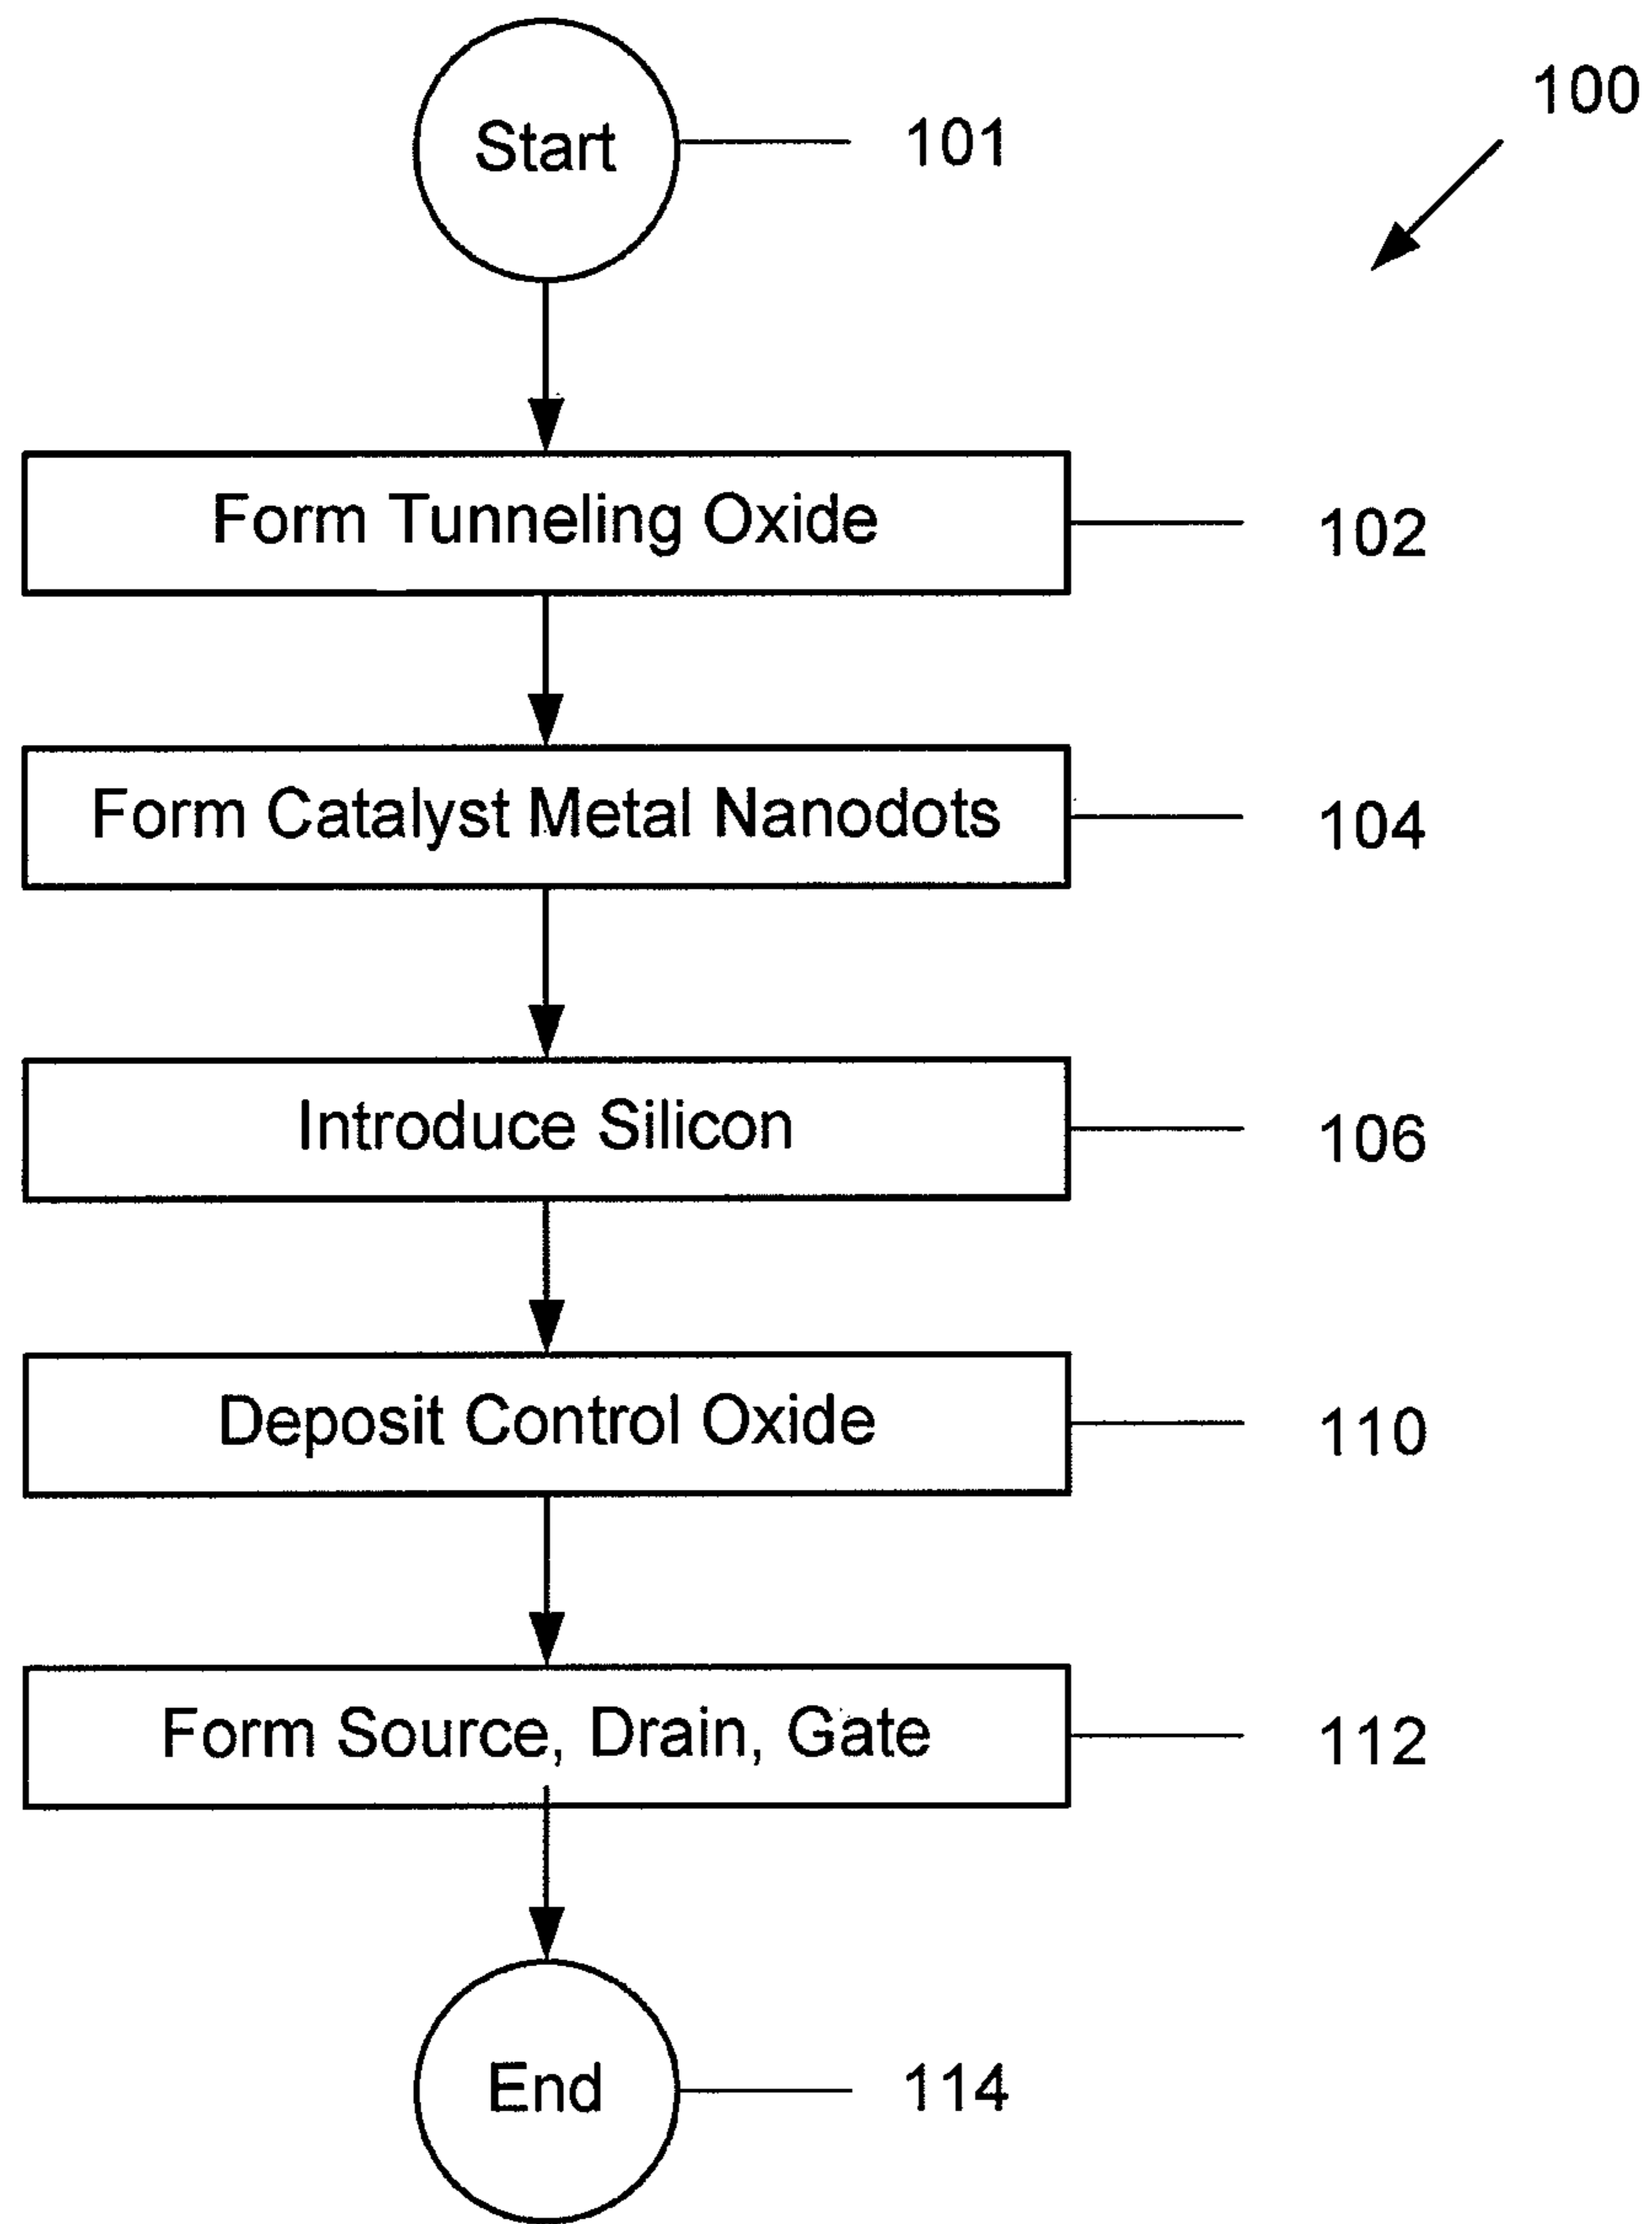 100
Start
101
Form Tunneling Oxide
102
Form Catalyst Metal Nanodots
104
Introduce Silicon
106
Deposit Control Oxide
110
Form Source, Drain, Gate
112
End
114